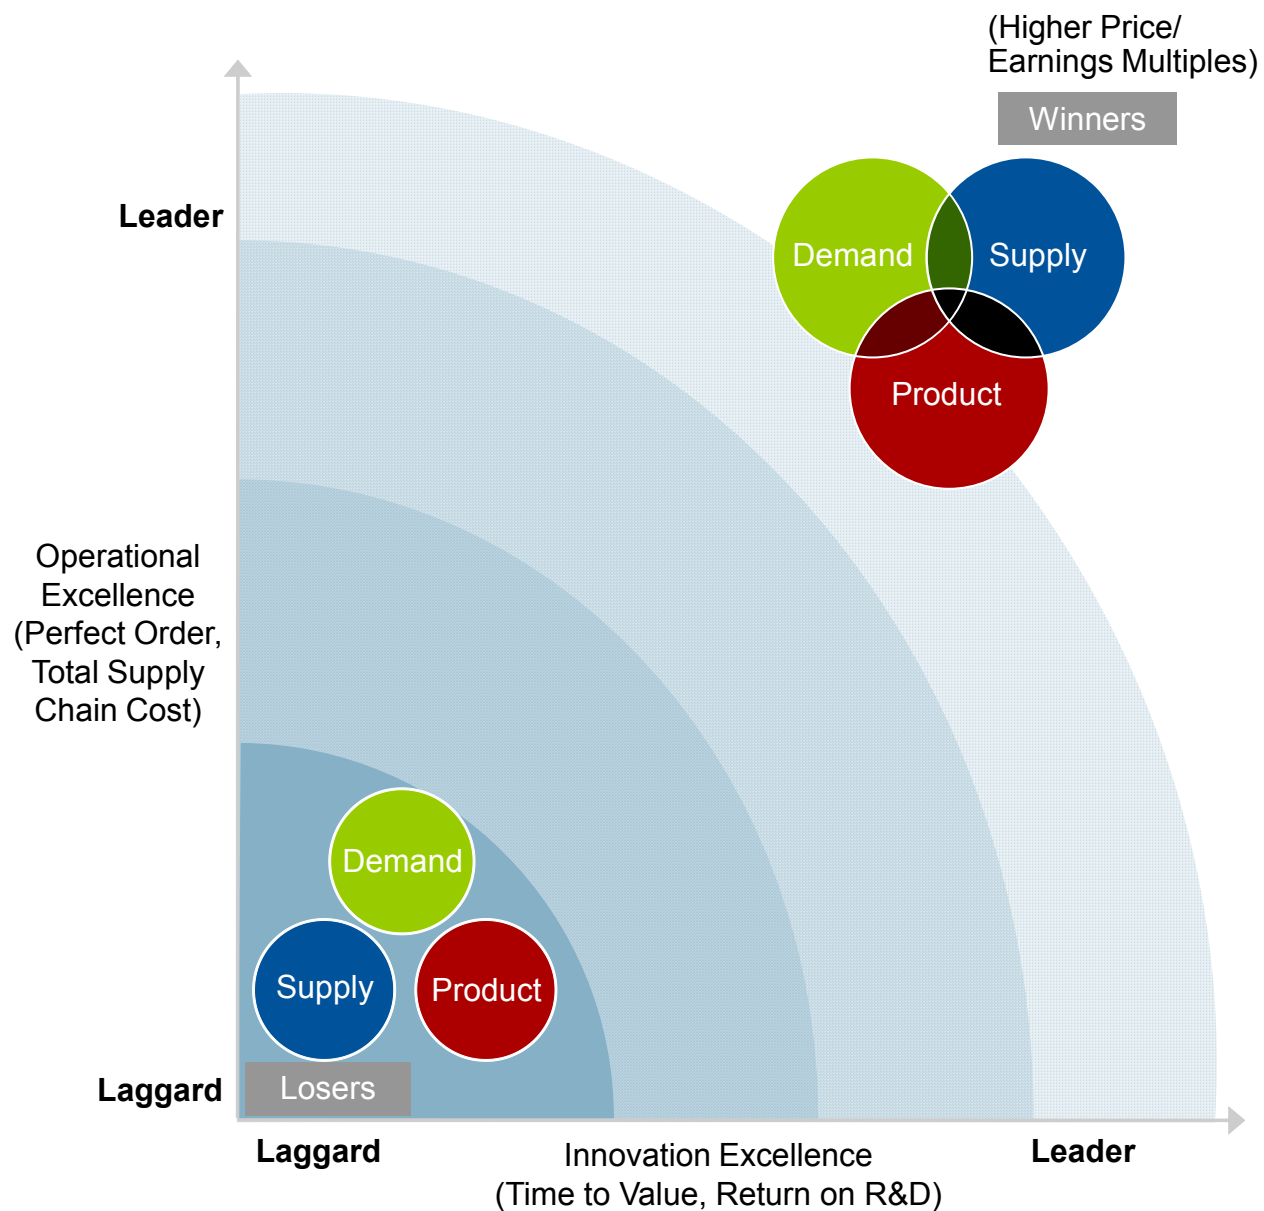 (Higher Price/
Earnings Multiples)
Winners
Leader
Demand
Supply
Product
Operational
Excellence
(Perfect Order,
Total Supply
Chain Cost)
Demand
Supply
Product
Losers
Laggard
Laggard
Innovation Excellence
(Time to Value, Return on R&D)
Leader